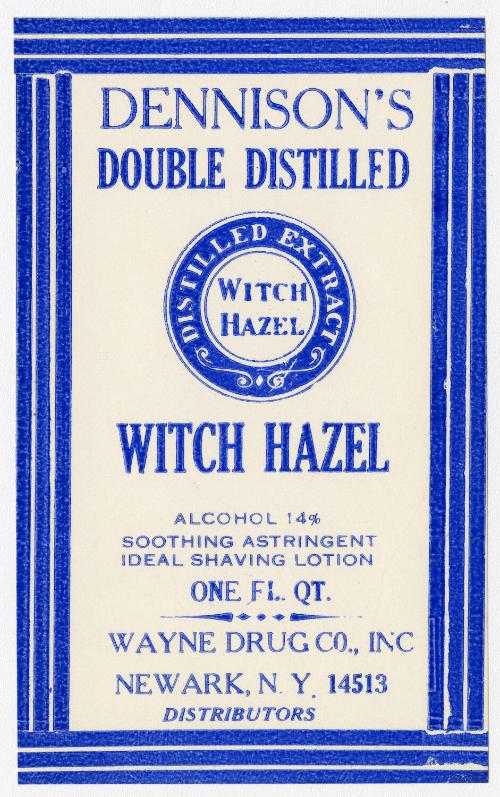 DENNISON'S
DOUBLE DISTILLED
DISTILLED EXTRACT
WITCH
HAZEL
WITCH HAZEL
ALCOHOL 14%
SOOTHING ASTRINGENT
IDEAL SHAVING LOTION
ONE FL. QT.
WAYNE DRUG CO., INC
NEWARK, N. Y. 14513
DISTRIBUTORS